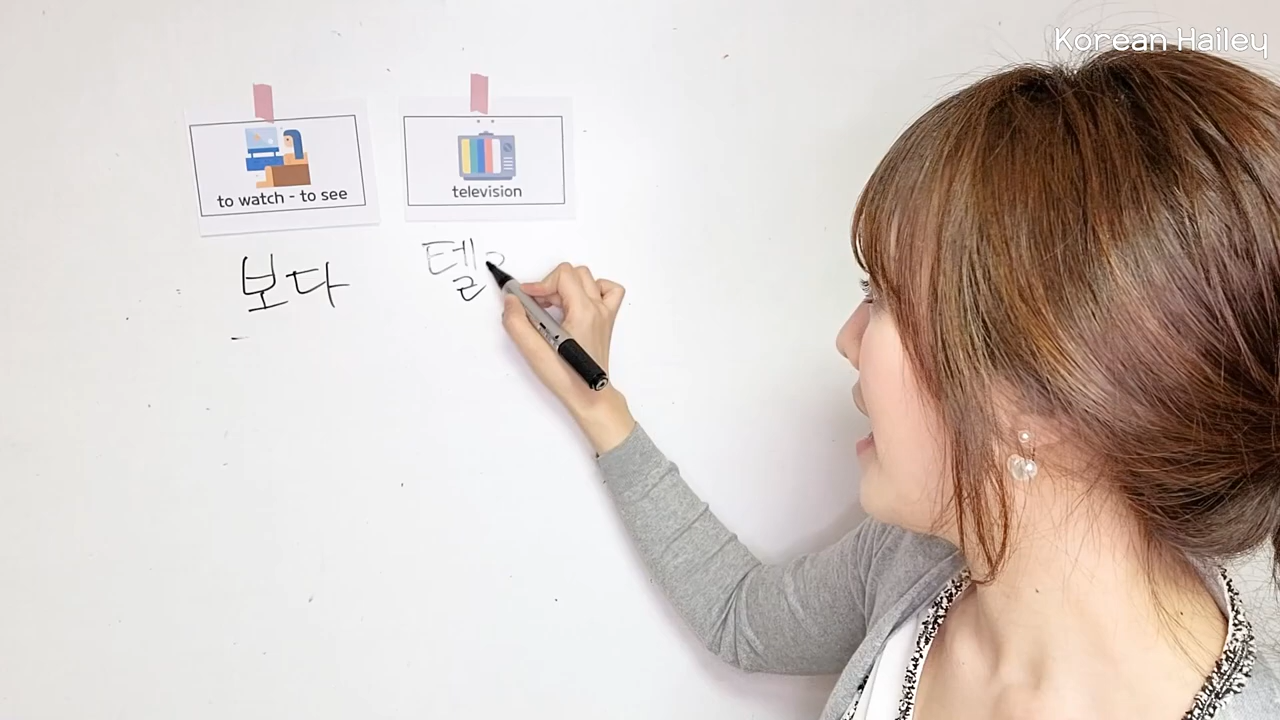 Korean Hailey
to watch - to see
television
보다
텔